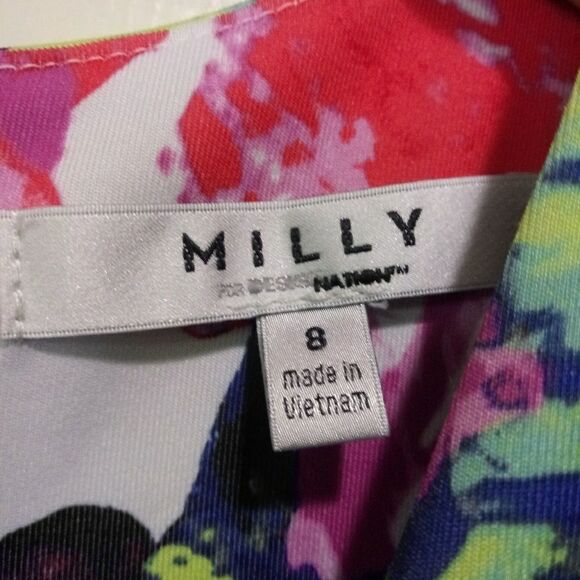 MILLY
FOR DESIGNATION™
8
made in
Vietnam